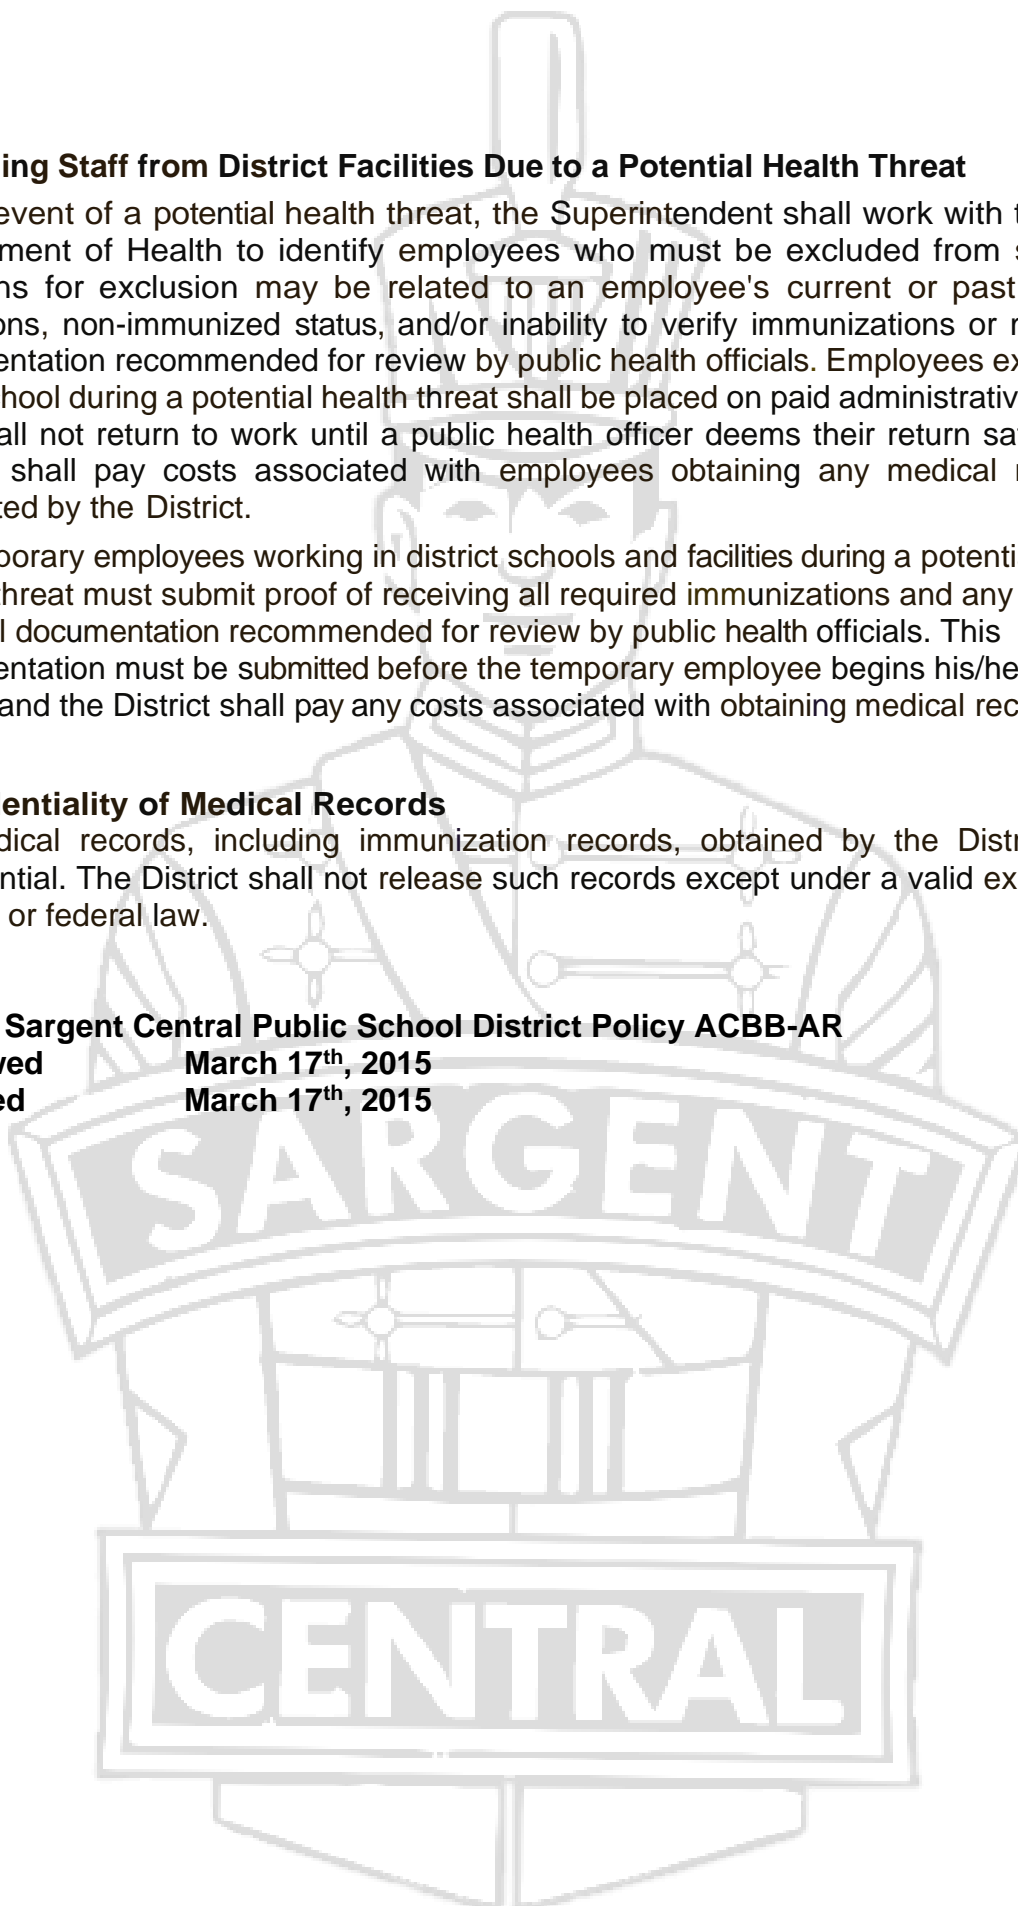 ing Staff from District Facilities Due to a Potential Health Threat
event of a potential health threat, the Superintendent shall work with t
ment of Health to identify employees who must be excluded from s
ns for exclusion may be related to an employee's current or past
ons, non-immunized status, and/or inability to verify immunizations or
entation recommended for review by public health officials. Employees ex
hool during a potential health threat shall be placed on paid administrativ
all not return to work until a public health officer deems their return sa
shall pay costs associated with employees obtaining any medical
ted by the District.
porary employees working in district schools and facilities during a potenti
threat must submit proof of receiving all required immunizations and any
l documentation recommended for review by public health officials. This
entation must be submitted before the temporary employee begins his/he
and the District shall pay any costs associated with obtaining medical rec
entiality of Medical Records
dical records, including immunization records, obtained by the Distr
ntial. The District shall not release such records except under a valid ex
or federal law.
Sargent Central Public School District Policy ACBB-AR
ved March 17th, 2015
ed March 17th, 2015
SARGENT
CENTRAL